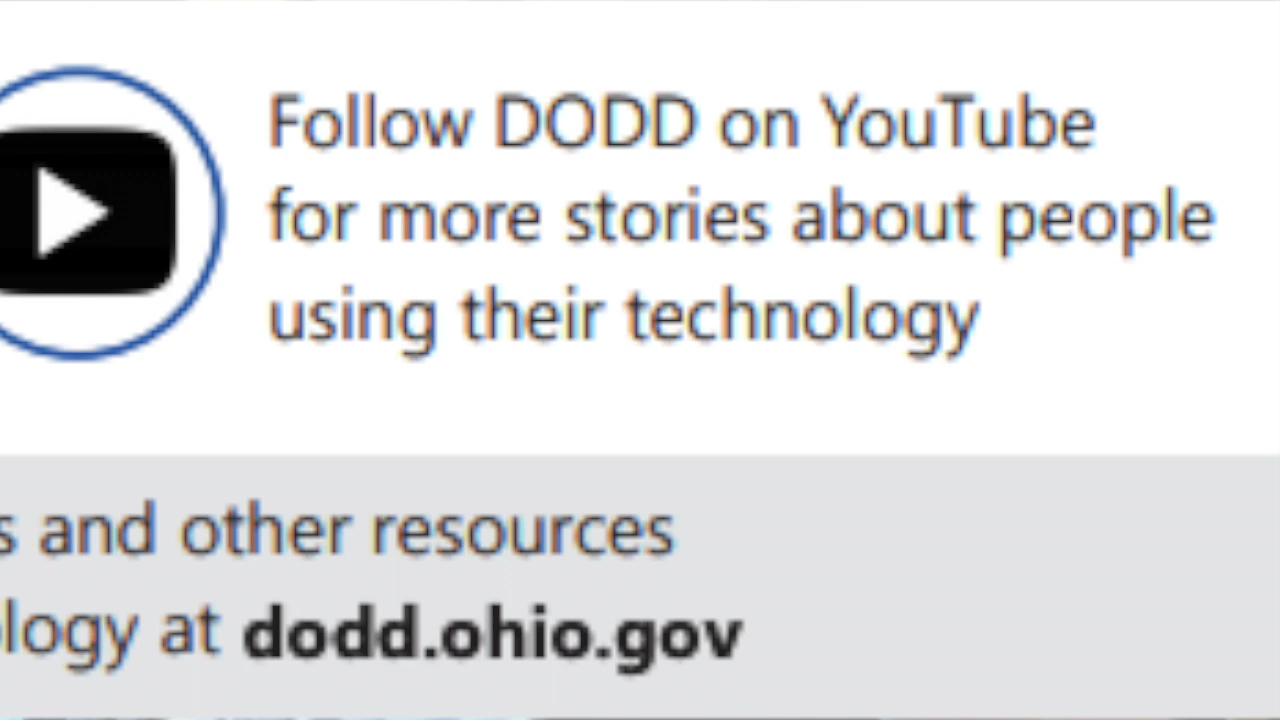 Follow DODD on YouTube
for more stories about people
using their technology
s and other resources
ology at dodd.ohio.gov